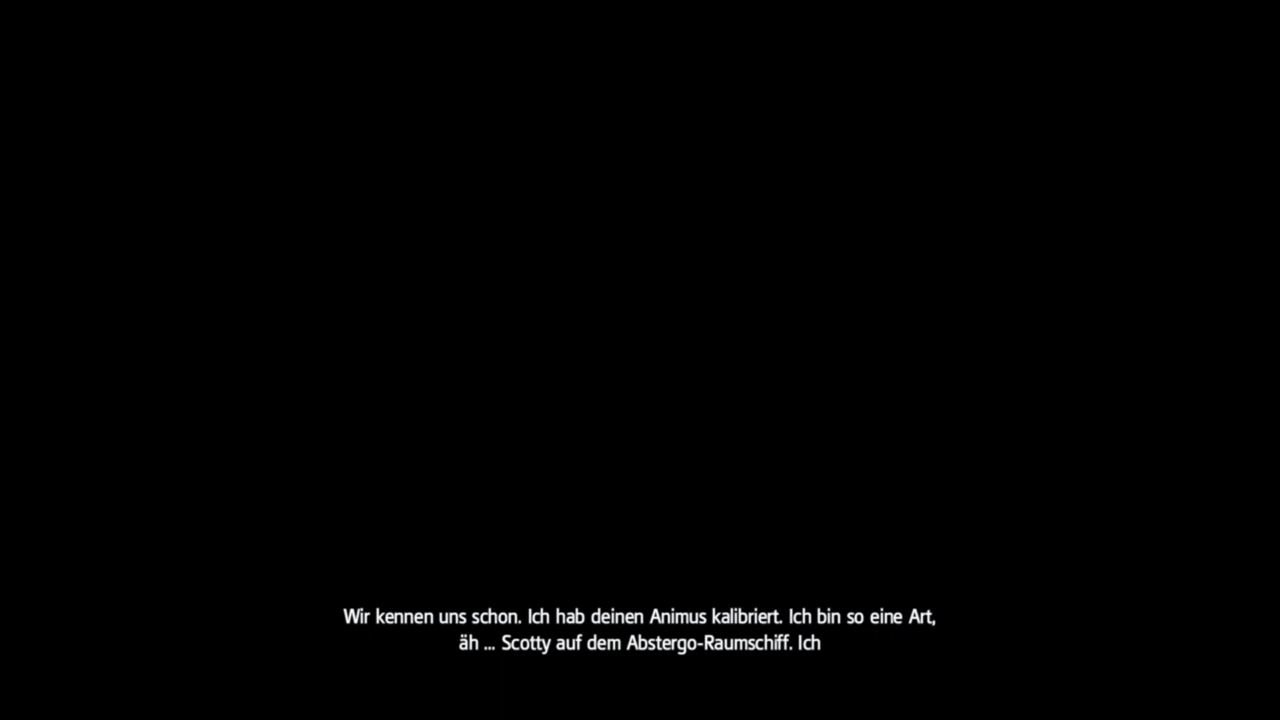 Wir kennen uns schon. Ich hab deinen Animus kalibriert. Ich bin so eine Art,
äh ... Scotty auf dem Abstergo-Raumschiff. Ich